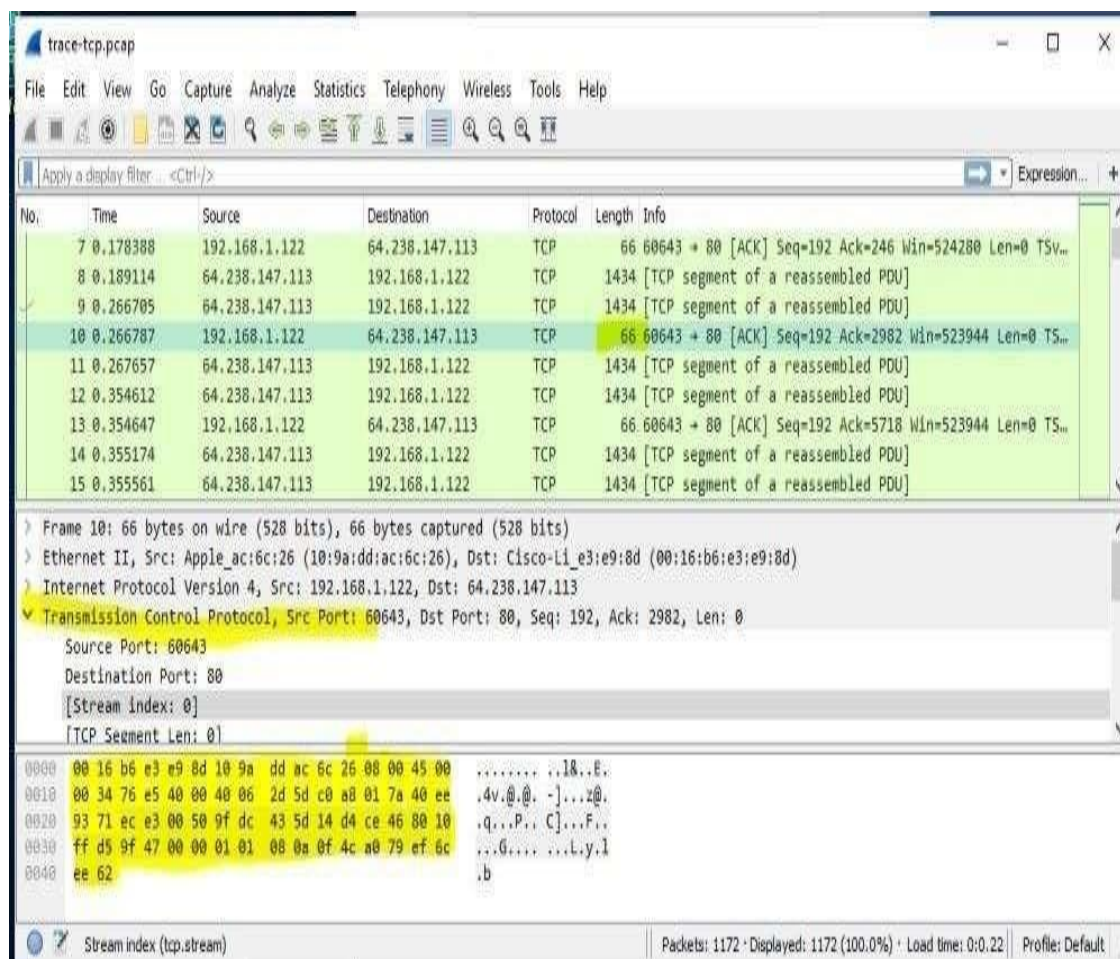 trace-tcp.pcap
File Edit View Go Capture Analyze Statistics Telephony Wireless Tools Help
Apply a display filter ... <Ctrl-/> Expression... +
No. Time Source Destination Protocol Length Info
7 0.178388 192.168.1.122 64.238.147.113 TCP 66 60643 → 80 [ACK] Seq=192 Ack=246 Win=524280 Len=0 TSv…
8 0.189114 64.238.147.113 192.168.1.122 TCP 1434 [TCP segment of a reassembled PDU]
9 0.266705 64.238.147.113 192.168.1.122 TCP 1434 [TCP segment of a reassembled PDU]
10 0.266787 192.168.1.122 64.238.147.113 TCP 66 60643 → 80 [ACK] Seq=192 Ack=2982 Win=523944 Len=0 TS…
11 0.267657 64.238.147.113 192.168.1.122 TCP 1434 [TCP segment of a reassembled PDU]
12 0.354612 64.238.147.113 192.168.1.122 TCP 1434 [TCP segment of a reassembled PDU]
13 0.354647 192.168.1.122 64.238.147.113 TCP 66 60643 → 80 [ACK] Seq=192 Ack=5718 Win=523944 Len=0 TS…
14 0.355174 64.238.147.113 192.168.1.122 TCP 1434 [TCP segment of a reassembled PDU]
15 0.355561 64.238.147.113 192.168.1.122 TCP 1434 [TCP segment of a reassembled PDU]
Frame 10: 66 bytes on wire (528 bits), 66 bytes captured (528 bits)
Ethernet II, Src: Apple_ac:6c:26 (10:9a:dd:ac:6c:26), Dst: Cisco-Li_e3:e9:8d (00:16:b6:e3:e9:8d)
Internet Protocol Version 4, Src: 192.168.1.122, Dst: 64.238.147.113
Transmission Control Protocol, Src Port: 60643, Dst Port: 80, Seq: 192, Ack: 2982, Len: 0
Source Port: 60643
Destination Port: 80
[Stream index: 0]
[TCP Segment Len: 0]
0000 00 16 b6 e3 e9 8d 10 9a dd ac 6c 26 08 00 45 00 ........ ..l&..E.
0010 00 34 76 e5 40 00 40 06 2d 5d c0 a8 01 7a 40 ee .4v.@.@. -]...z@.
0020 93 71 ec e3 00 50 9f dc 43 5d 14 d4 ce 46 80 10 .q...P.. C]...F..
0030 ff d5 9f 47 00 00 01 01 08 0a 0f 4c a0 79 ef 6c ...G.... ...L.y.l
0040 ee 62 .b
Stream index (tcp.stream) Packets: 1172 · Displayed: 1172 (100.0%) · Load time: 0:0.22 Profile: Default